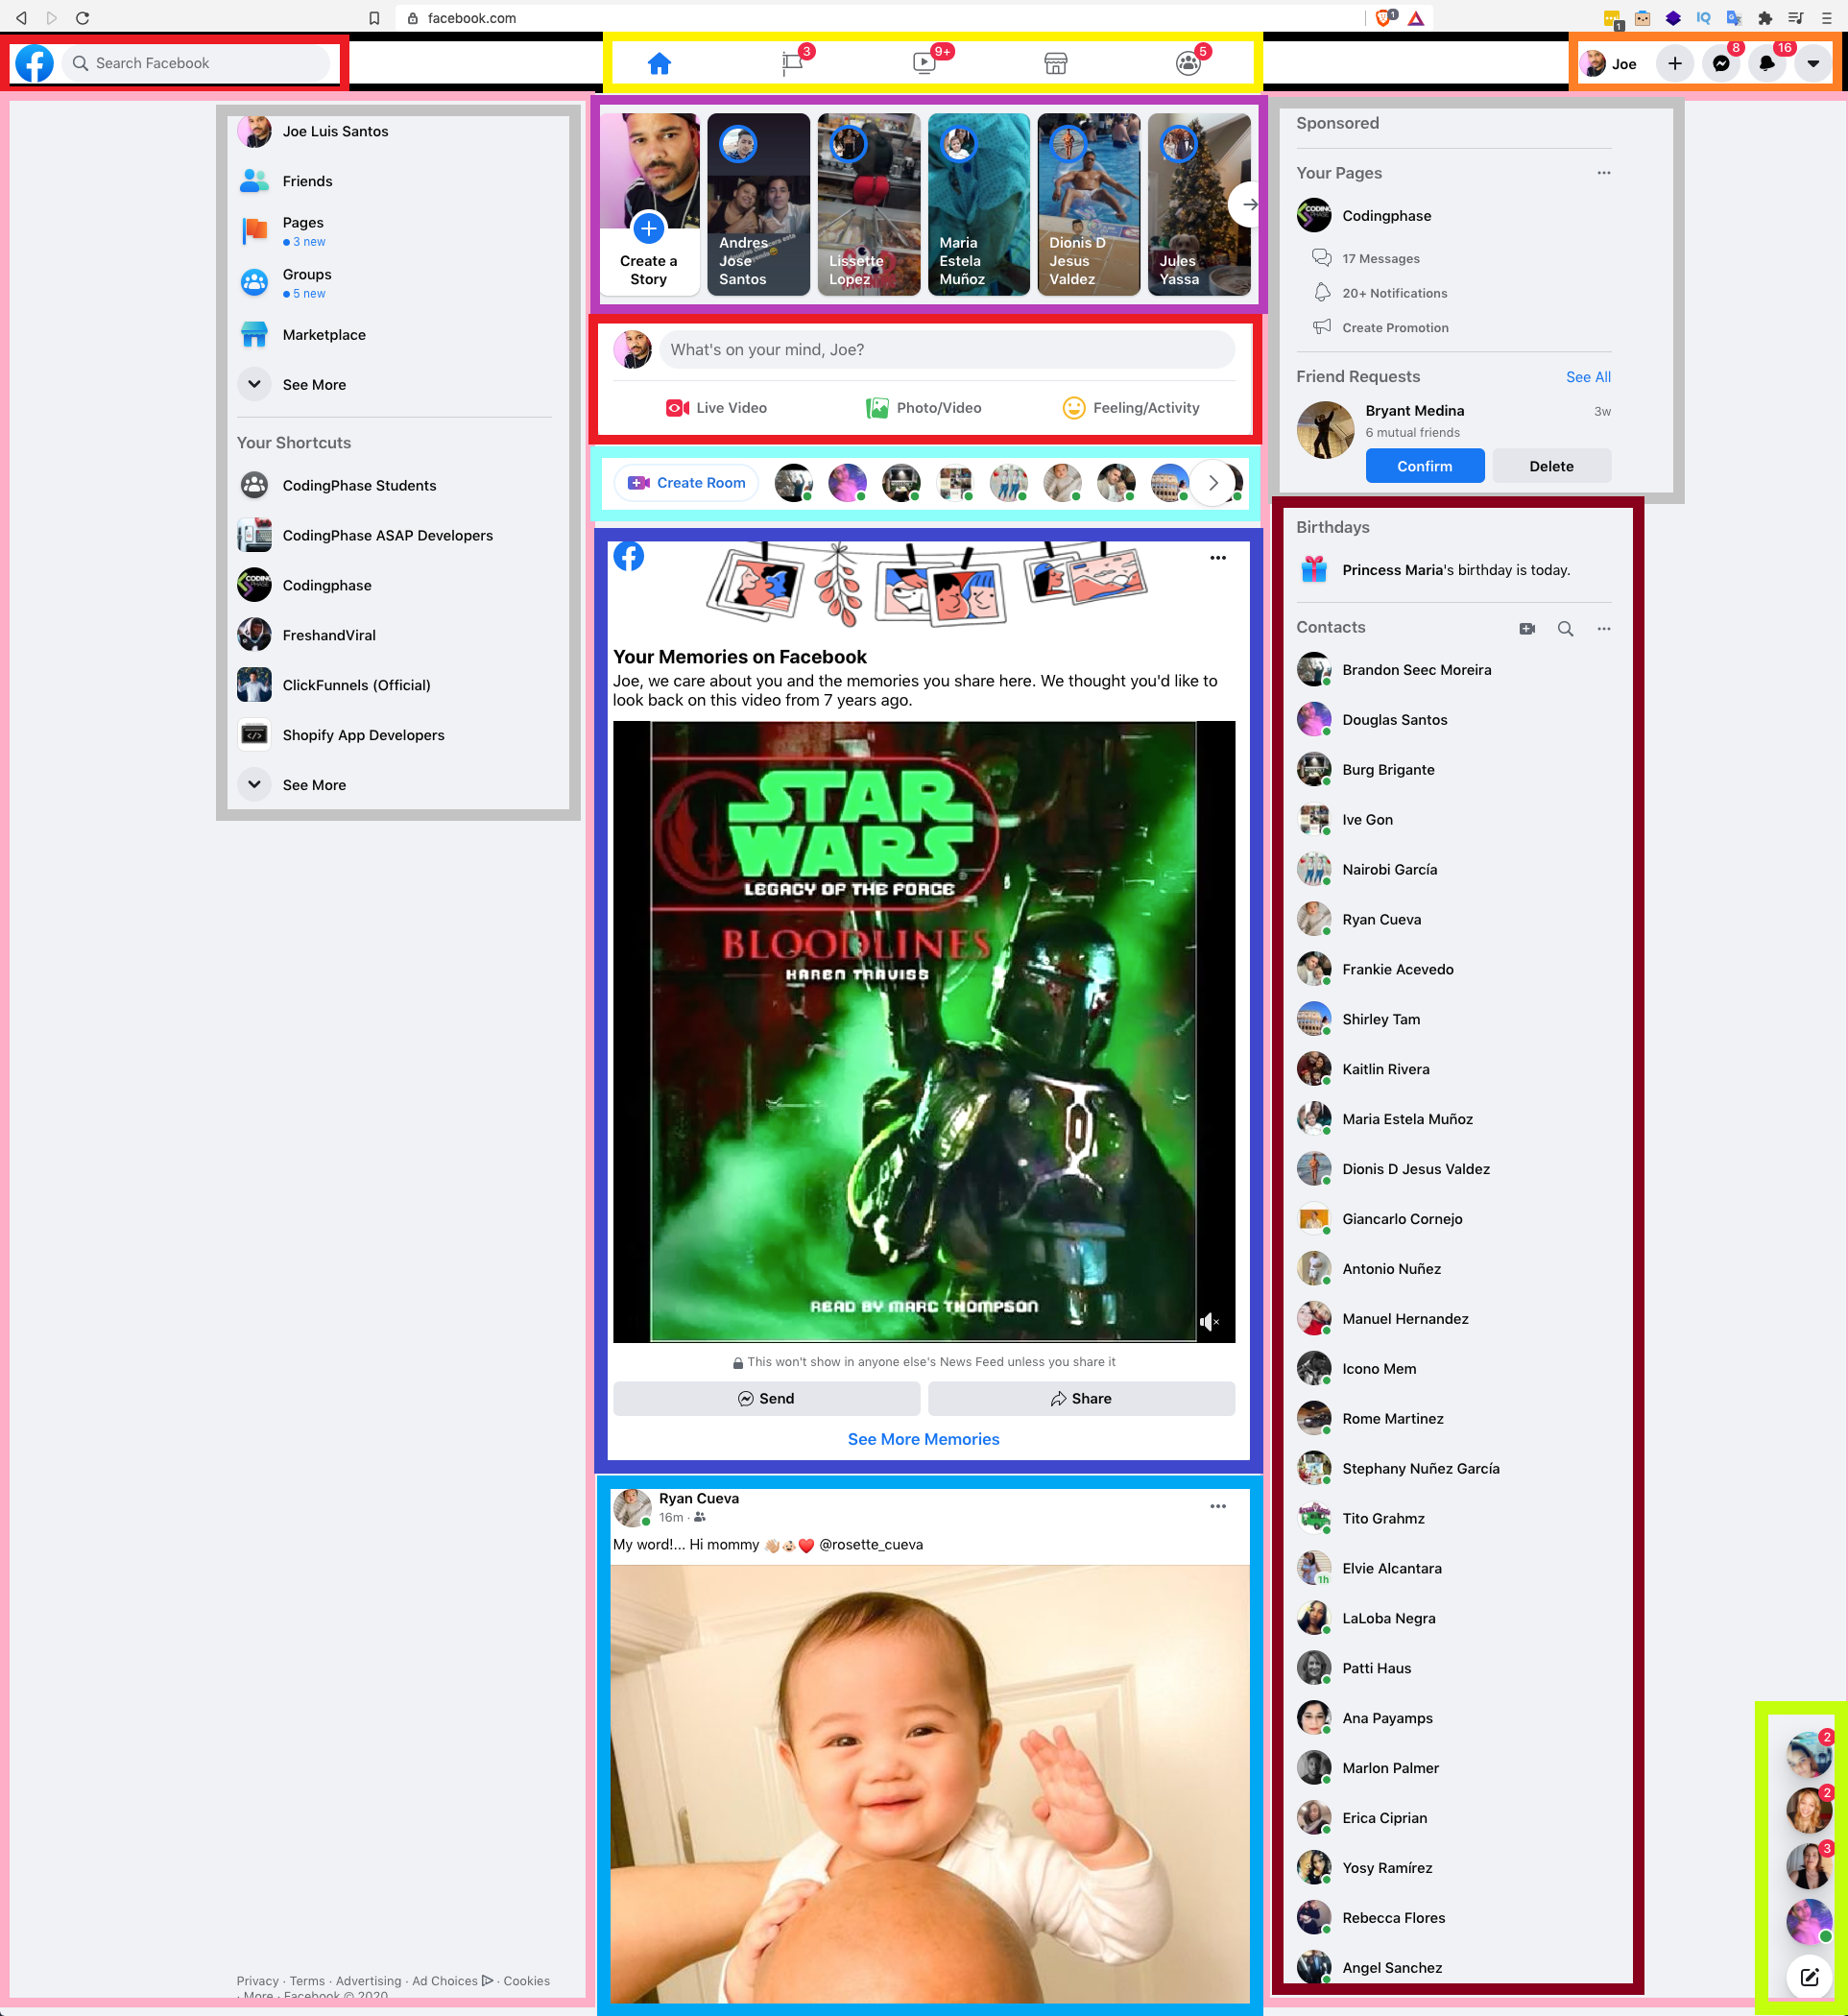 facebook.com
1
IQ
1
Search Facebook
3
9+
5
Joe
8
16
Joe Luis Santos
Friends
Pages
3 new
Groups
5 new
Marketplace
See More
Your Shortcuts
CodingPhase Students
CodingPhase ASAP Developers
Codingphase
FreshandViral
ClickFunnels (Official)
Shopify App Developers
See More
Privacy · Terms · Advertising · Ad Choices · Cookies
· More · Facebook © 2020
Create a
Story
Andres
Jose
Santos
Lissette
Lopez
Maria
Estela
Muñoz
Dionis D
Jesus
Valdez
Jules
Yassa
What's on your mind, Joe?
Live Video
Photo/Video
Feeling/Activity
Create Room
Your Memories on Facebook
Joe, we care about you and the memories you share here. We thought you'd like to
look back on this video from 7 years ago.
STAR
WARS
LEGACY OF THE FORCE
BLOODLINES
KAREN TRAVISS
READ BY MARC THOMPSON
This won't show in anyone else's News Feed unless you share it
Send
Share
See More Memories
Ryan Cueva
16m ·
My word!... Hi mommy 👋🏼👶🏻❤️ @rosette_cueva
Sponsored
Your Pages
Codingphase
17 Messages
20+ Notifications
Create Promotion
Friend Requests
See All
Bryant Medina
3w
6 mutual friends
Confirm
Delete
Birthdays
Princess Maria's birthday is today.
Contacts
Brandon Seec Moreira
Douglas Santos
Burg Brigante
Ive Gon
Nairobi García
Ryan Cueva
Frankie Acevedo
Shirley Tam
Kaitlin Rivera
Maria Estela Muñoz
Dionis D Jesus Valdez
Giancarlo Cornejo
Antonio Nuñez
Manuel Hernandez
Icono Mem
Rome Martinez
Stephany Nuñez García
Tito Grahmz
Elvie Alcantara
1h
LaLoba Negra
Patti Haus
Ana Payamps
Marlon Palmer
Erica Ciprian
Yosy Ramírez
Rebecca Flores
Angel Sanchez
2
2
3